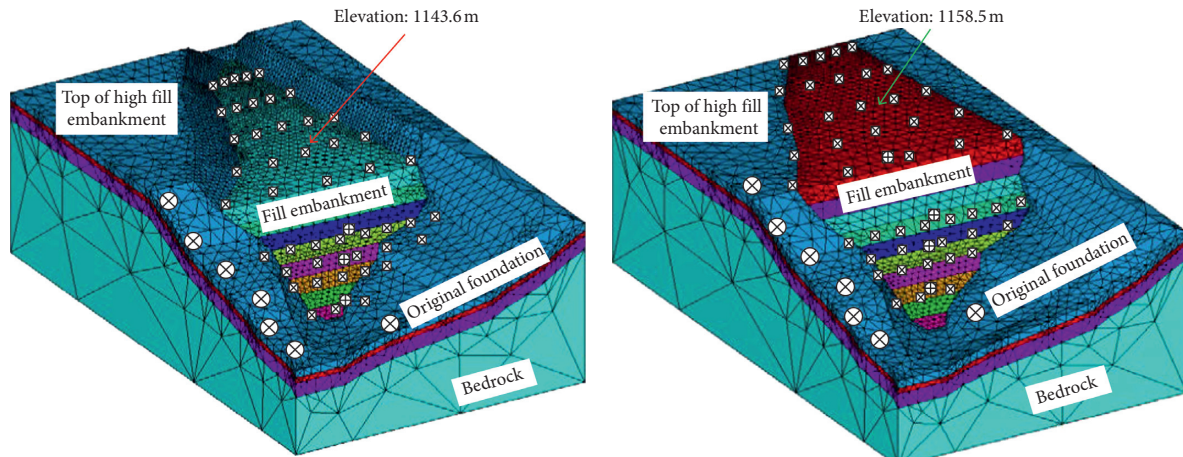 Elevation: 1143.6 m
Top of high fill
embankment
Fill embankment
Original foundation
Bedrock
Elevation: 1158.5 m
Top of high fill
embankment
Fill embankment
Original foundation
Bedrock